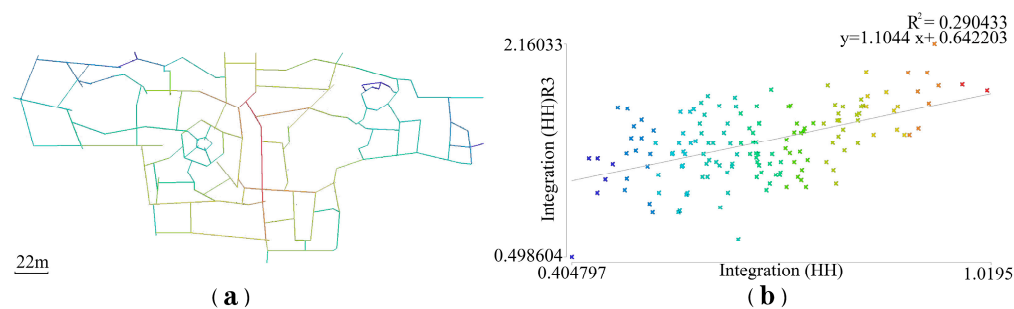 R²= 0.290433
y=1.1044 x+ 0.642203
2.16033
Integration (HH)R3
0.498604
0.404797
Integration (HH)
1.0195
22m
(a)
(b)